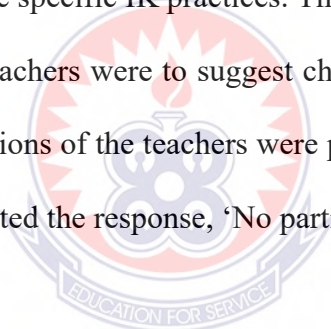 specific IK practices. Th
achers were to suggest ch
ions of the teachers were p
ted the response, ‘No part
EDUCATION FOR SERVICE